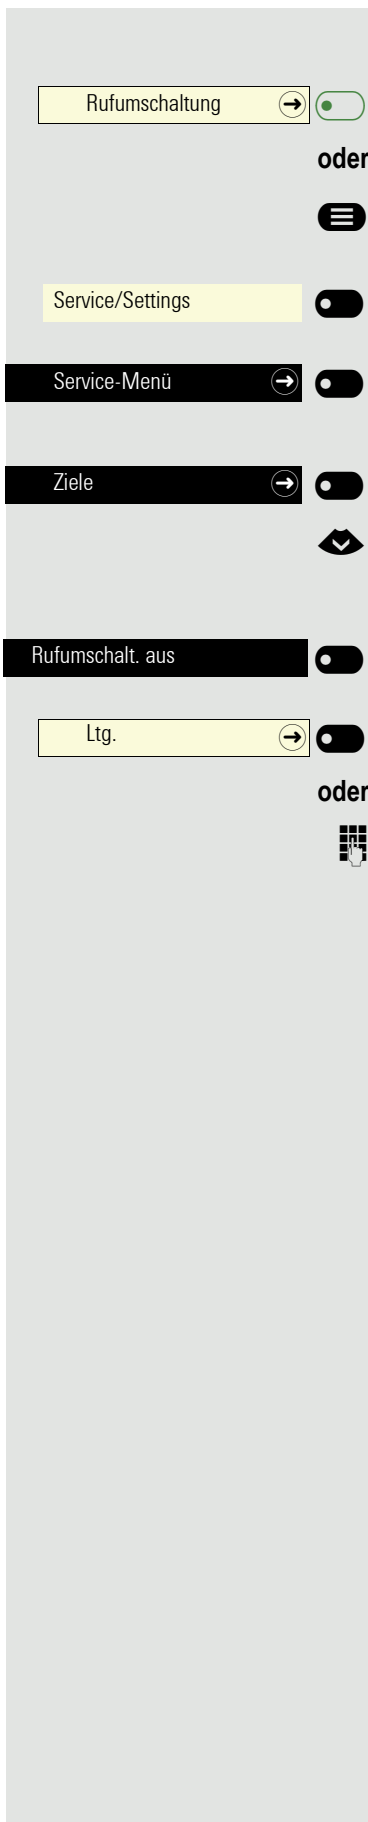 Rufumschaltung
oder
Service/Settings
Service-Menü
Ziele
Rufumschalt. aus
Ltg.
oder